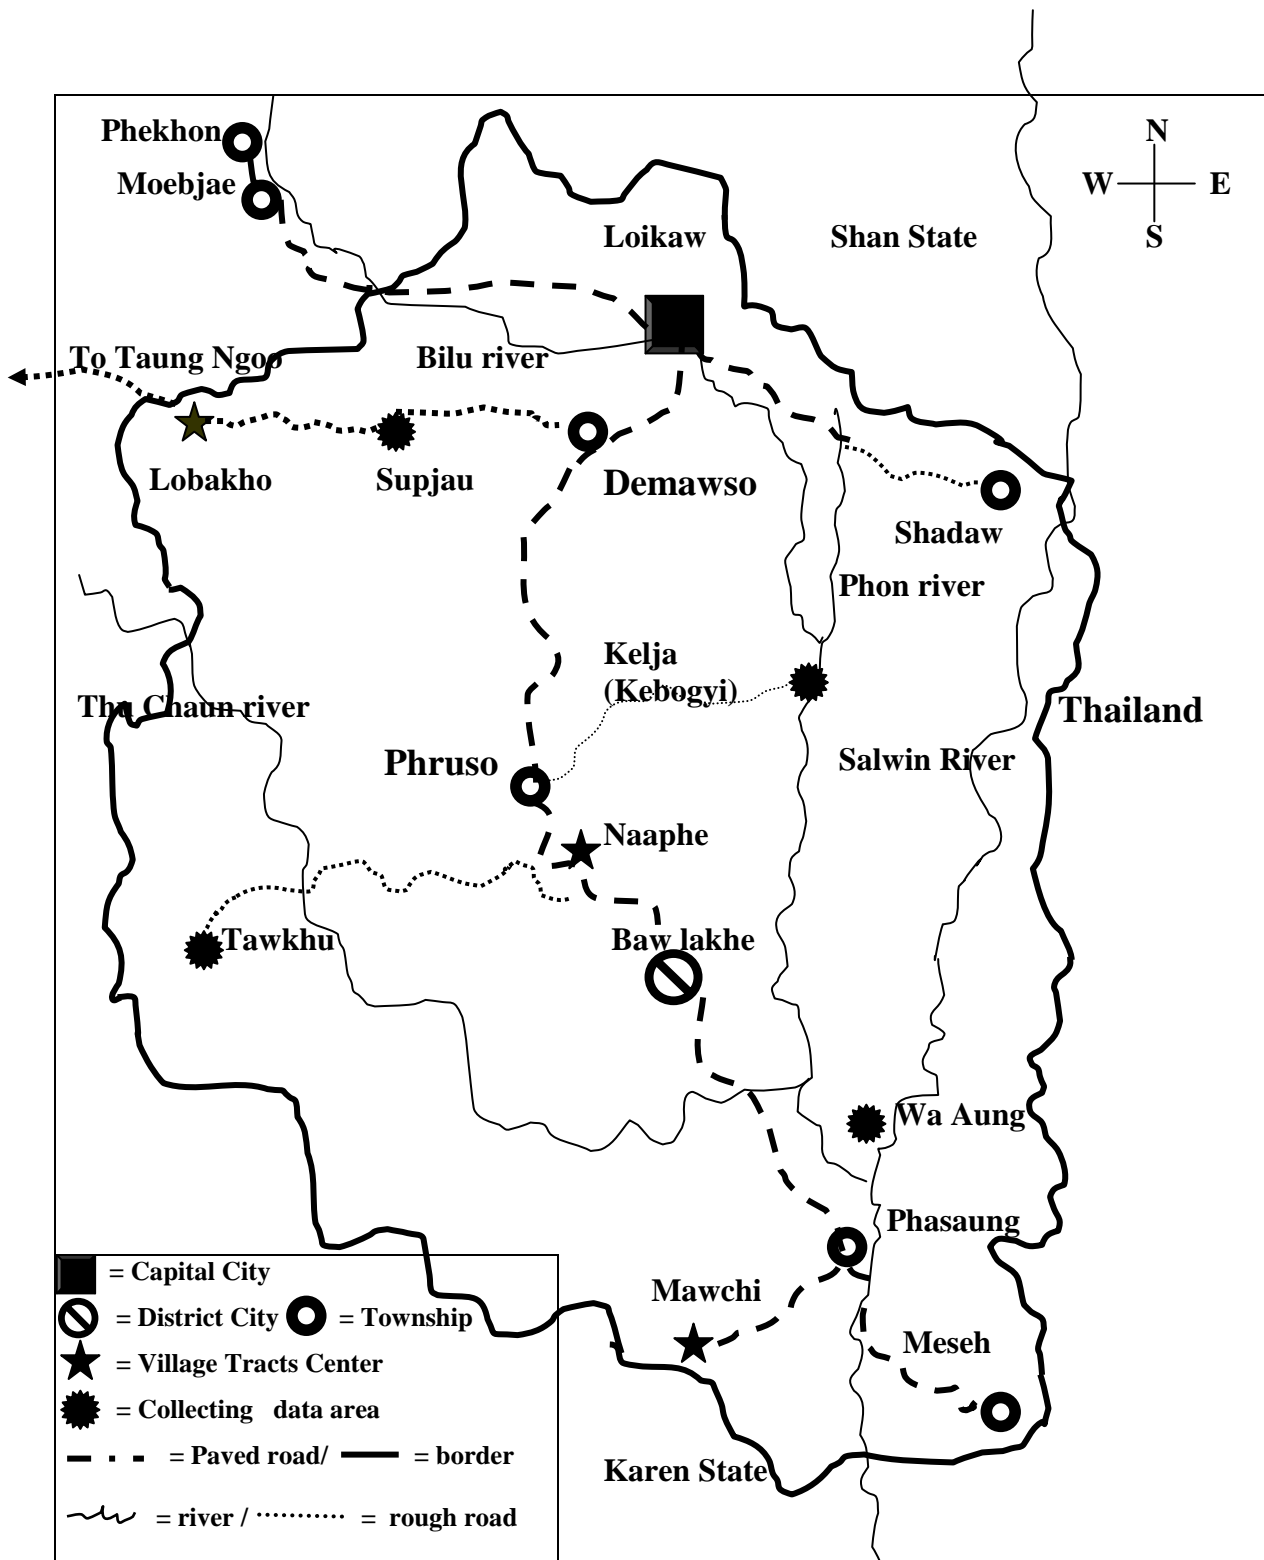 Phekhon
N
Moebjae
W E
S
Loikaw
Shan State
To Taung Ngoo
Bilu river
Lobakho
Supjau
Demawso
Shadaw
Phon river
Kelja
(Kebogyi)
Thu Chaun river
Thailand
Phruso
Salwin River
Naaphe
Tawkhu
Baw lakhe
Wa Aung
Phasaung
Mawchi
Meseh
Karen State
= Capital City
= District City = Township
= Village Tracts Center
= Collecting data area
= Paved road/ = border
= river / = rough road